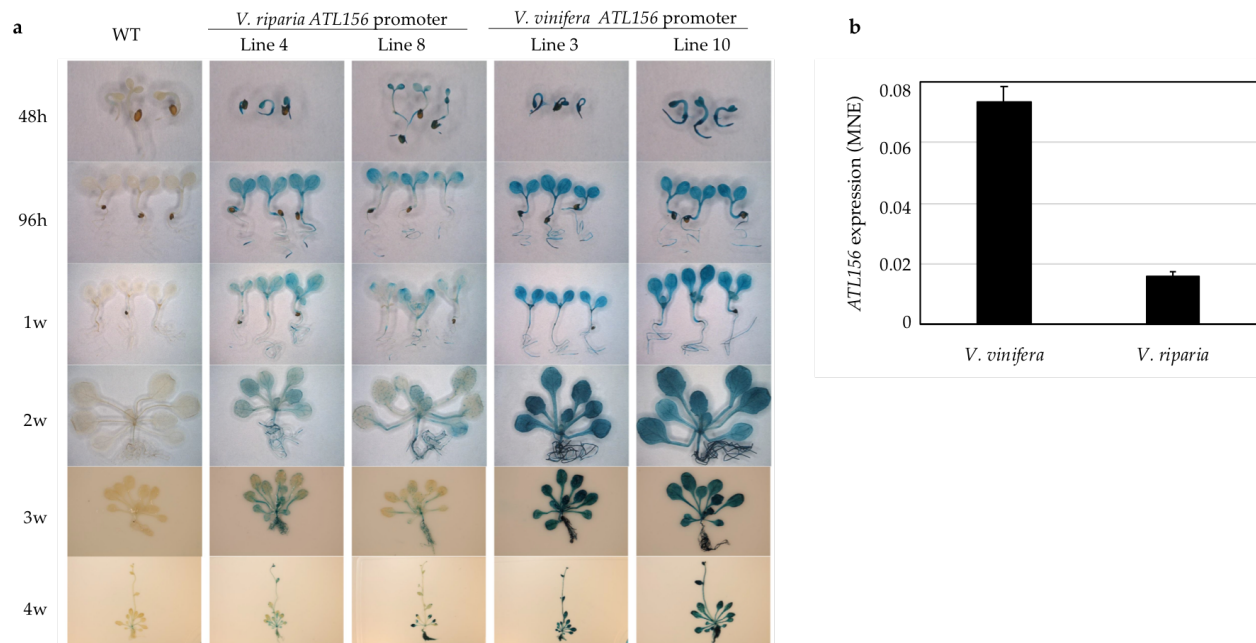 a
WT
V. riparia ATL156 promoter
V. vinifera ATL156 promoter
Line 4
Line 8
Line 3
Line 10
48h
96h
1w
2w
3w
4w
b
ATL156 expression (MNE)
0.08
0.06
0.04
0.02
0
V. vinifera
V. riparia